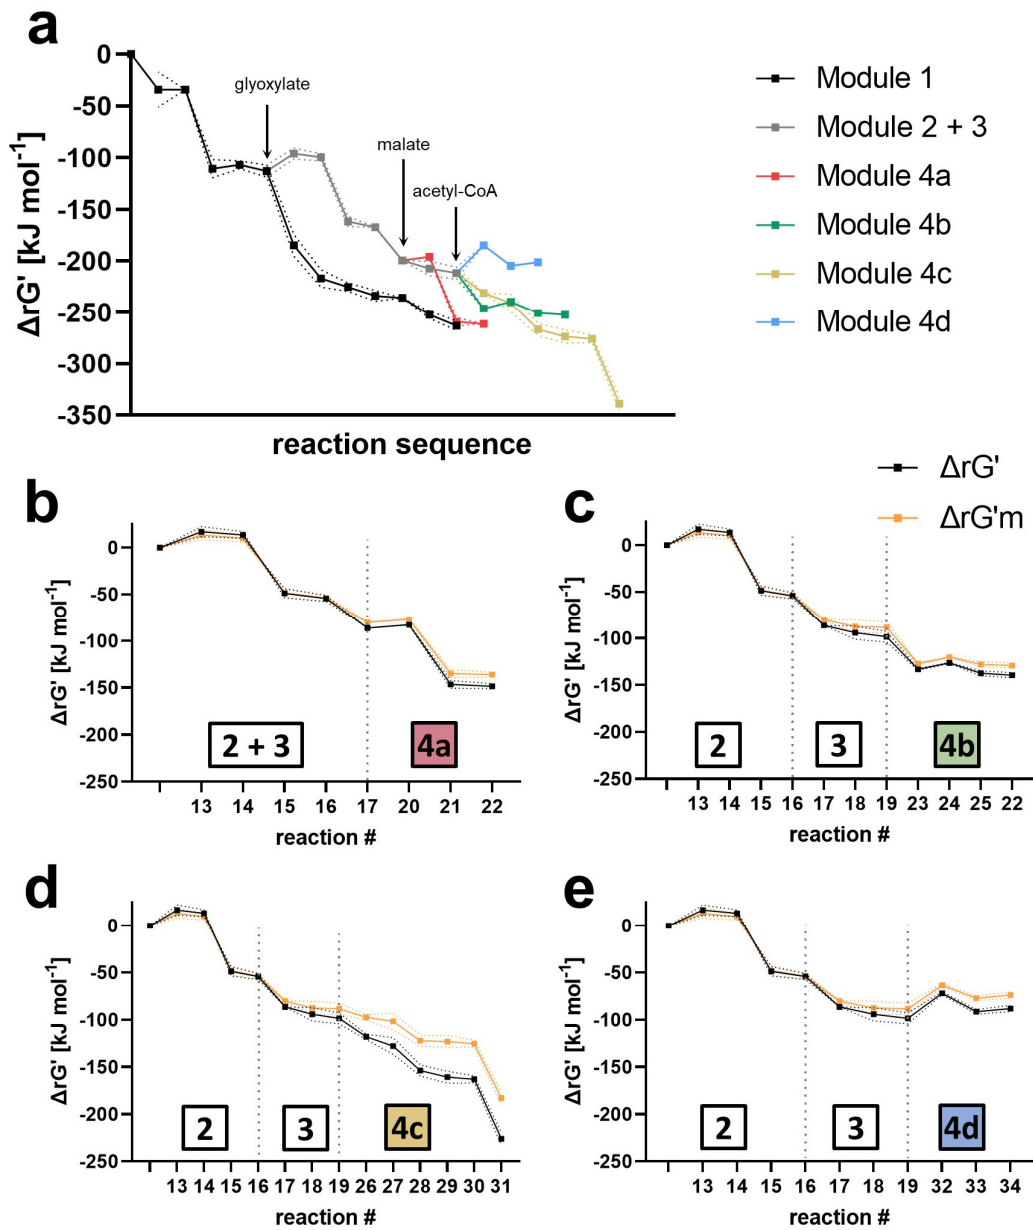 a
0
-50
-100
-150
-200
-250
-300
-350
ΔrG' [kJ mol-1]
glyoxylate
malate
acetyl-CoA
reaction sequence
Module 1
Module 2 + 3
Module 4a
Module 4b
Module 4c
Module 4d
ΔrG'
ΔrG'm
b
0
-50
-100
-150
-200
-250
ΔrG' [kJ mol-1]
2 + 3
4a
13 14 15 16 17 20 21 22
reaction #
c
0
-50
-100
-150
-200
-250
ΔrG' [kJ mol-1]
2
3
4b
13 14 15 16 17 18 19 23 24 25 22
reaction #
d
0
-50
-100
-150
-200
-250
ΔrG' [kJ mol-1]
2
3
4c
13 14 15 16 17 18 19 26 27 28 29 30 31
reaction #
e
0
-50
-100
-150
-200
-250
ΔrG' [kJ mol-1]
2
3
4d
13 14 15 16 17 18 19 32 33 34
reaction #